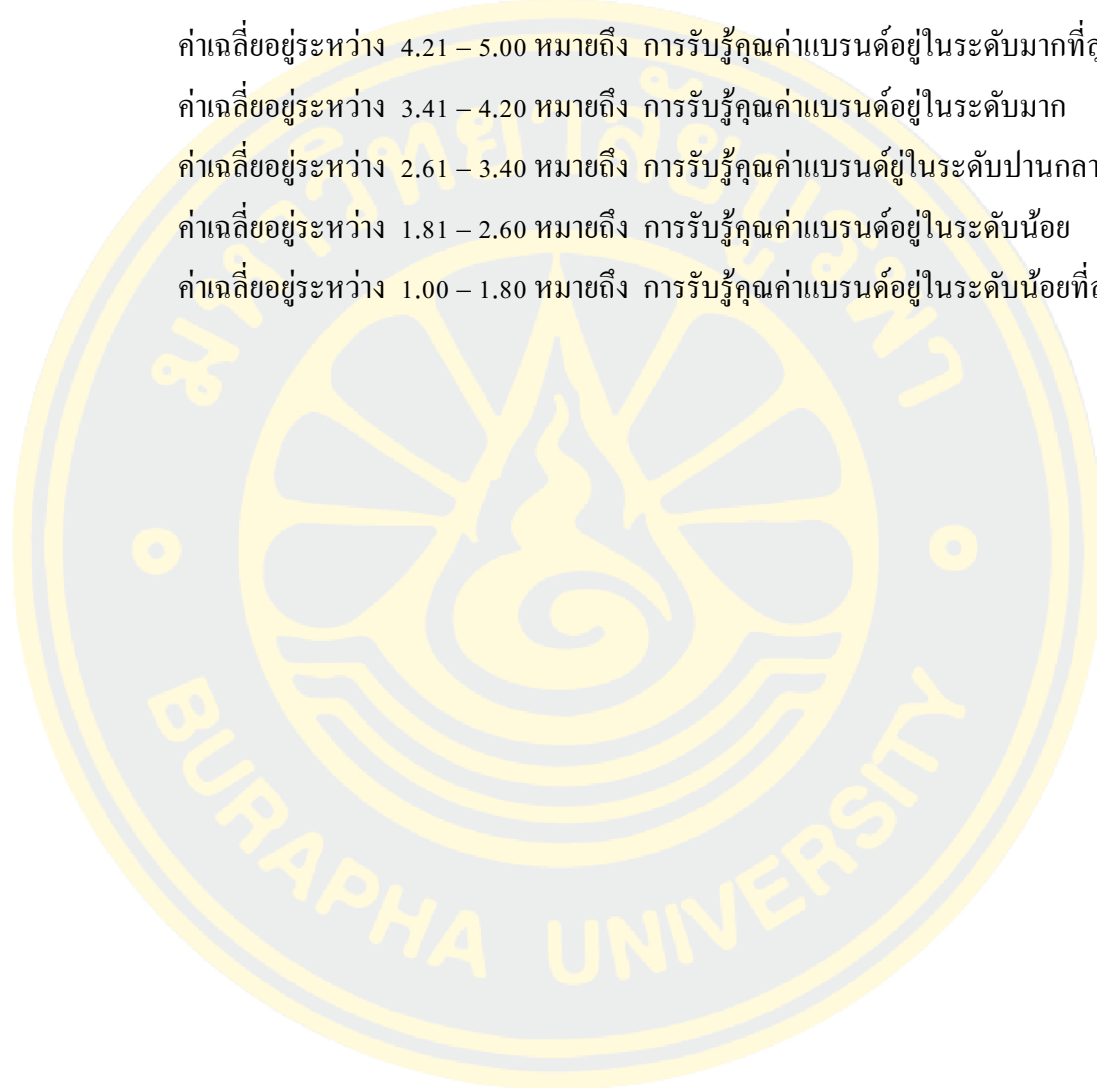 ค่าเฉลี่ยอยู่ระหว่าง 4.21 – 5.00 หมายถึง การรับรู้คุณค่าแบรนด์อยู่ในระดับมากที่
ค่าเฉลี่ยอยู่ระหว่าง 3.41 – 4.20 หมายถึง การรับรู้คุณค่าแบรนด์อยู่ในระดับมาก
ค่าเฉลี่ยอยู่ระหว่าง 2.61 – 3.40 หมายถึง การรับรู้คุณค่าแบรนด์ยู่ในระดับปานกลา
ค่าเฉลี่ยอยู่ระหว่าง 1.81 – 2.60 หมายถึง การรับรู้คุณค่าแบรนด์อยู่ในระดับน้อย
ค่าเฉลี่ยอยู่ระหว่าง 1.00 – 1.80 หมายถึง การรับรู้คุณค่าแบรนด์อยู่ในระดับน้อยที่
มหาวิทยาลัยบูรพา
BURAPHA UNIVERSITY